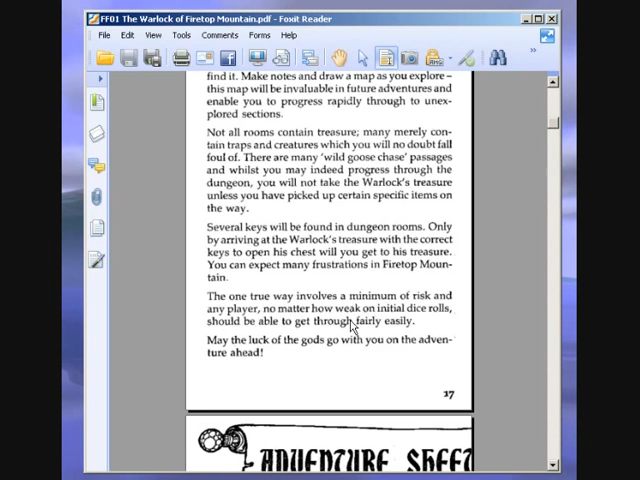 FF01 The Warlock of Firetop Mountain.pdf - Foxit Reader
File Edit View Tools Comments Forms Help
find it. Make notes and draw a map as you explore –
this map will be invaluable in future adventures and
enable you to progress rapidly through to unex-
plored sections.
Not all rooms contain treasure; many merely con-
tain traps and creatures which you will no doubt fall
foul of. There are many 'wild goose chase' passages
and whilst you may indeed progress through the
dungeon, you will not take the Warlock's treasure
unless you have picked up certain specific items on
the way.
Several keys will be found in dungeon rooms. Only
by arriving at the Warlock's treasure with the correct
keys to open his chest will you get to his treasure.
You can expect many frustrations in Firetop Moun-
tain.
The one true way involves a minimum of risk and
any player, no matter how weak on initial dice rolls,
should be able to get through fairly easily.
May the luck of the gods go with you on the adven-
ture ahead!
17
ADVENTURE SHEET